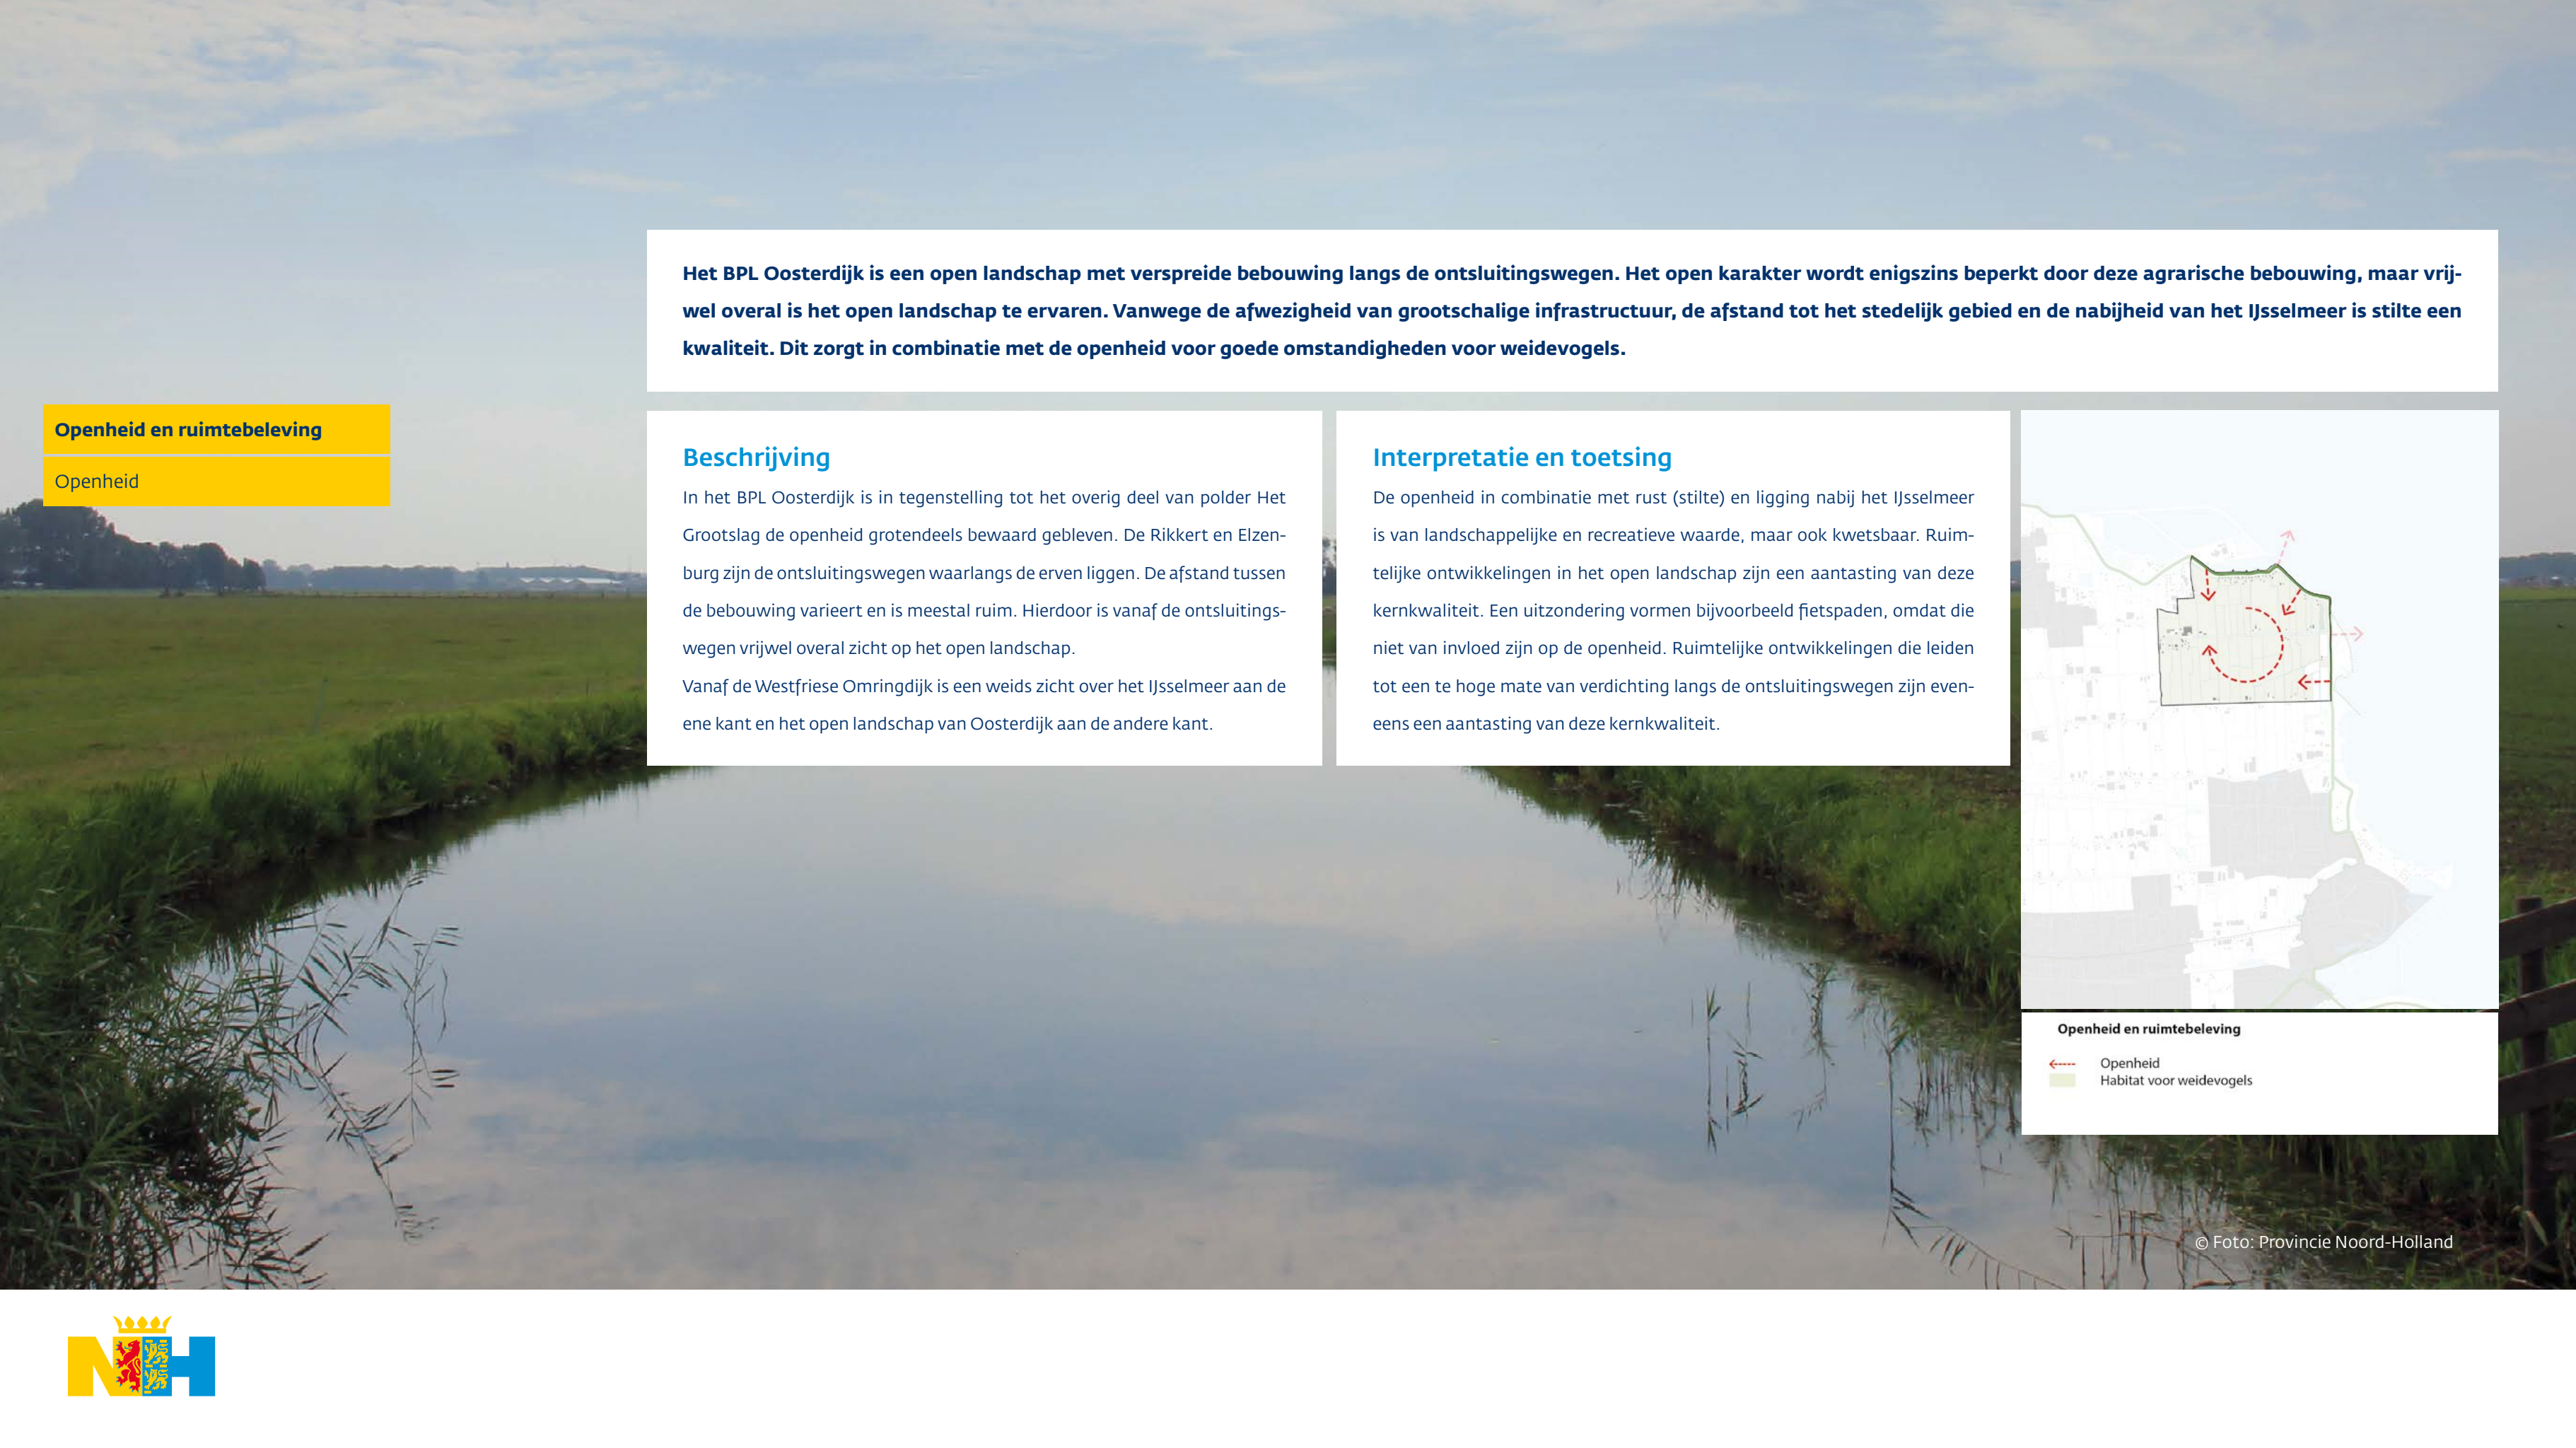 Het BPL Oosterdijk is een open landschap met verspreide bebouwing langs de ontsluitingswegen. Het open karakter wordt enigszins beperkt door deze agrarische bebouwing, maar vrij-
wel overal is het open landschap te ervaren. Vanwege de afwezigheid van grootschalige infrastructuur, de afstand tot het stedelijk gebied en de nabijheid van het IJsselmeer is stilte een
kwaliteit. Dit zorgt in combinatie met de openheid voor goede omstandigheden voor weidevogels.
Openheid en ruimtebeleving
Openheid
Beschrijving
In het BPL Oosterdijk is in tegenstelling tot het overig deel van polder Het
Grootslag de openheid grotendeels bewaard gebleven. De Rikkert en Elzen-
burg zijn de ontsluitingswegen waarlangs de erven liggen. De afstand tussen
de bebouwing varieert en is meestal ruim. Hierdoor is vanaf de ontsluitings-
wegen vrijwel overal zicht op het open landschap.
Vanaf de Westfriese Omringdijk is een weids zicht over het IJsselmeer aan de
ene kant en het open landschap van Oosterdijk aan de andere kant.
Interpretatie en toetsing
De openheid in combinatie met rust (stilte) en ligging nabij het IJsselmeer
is van landschappelijke en recreatieve waarde, maar ook kwetsbaar. Ruim-
telijke ontwikkelingen in het open landschap zijn een aantasting van deze
kernkwaliteit. Een uitzondering vormen bijvoorbeeld fietspaden, omdat die
niet van invloed zijn op de openheid. Ruimtelijke ontwikkelingen die leiden
tot een te hoge mate van verdichting langs de ontsluitingswegen zijn even-
eens een aantasting van deze kernkwaliteit.
Openheid en ruimtebeleving
Openheid
Habitat voor weidevogels
© Foto: Provincie Noord-Holland
NH